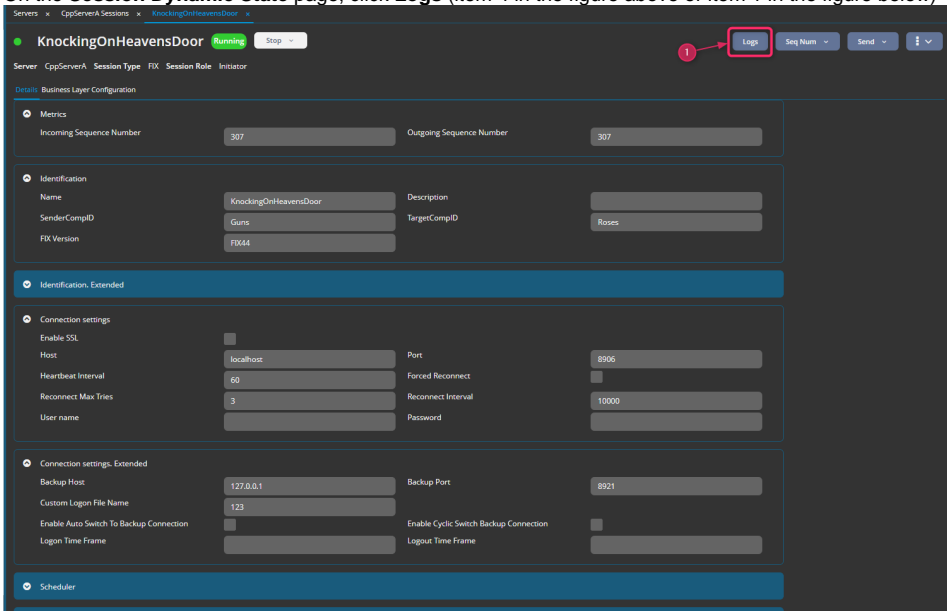 On the Session Dynamic State page, click Logs (item 1 in the figure above or item 1 in the figure below)
Servers x CppServerA Sessions x KnockingOnHeavensDoor x
KnockingOnHeavensDoor Running Stop
1 Logs Seq Num Send
Server CppServerA Session Type FIX Session Role Initiator
Details Business Layer Configuration
Metrics
Incoming Sequence Number 307 Outgoing Sequence Number 307
Identification
Name KnockingOnHeavensDoor Description
SenderCompID Guns TargetCompID Roses
FIX Version FIX44
Identification. Extended
Connection settings
Enable SSL
Host localhost Port 8906
Heartbeat Interval 60 Forced Reconnect
Reconnect Max Tries 3 Reconnect Interval 10000
User name Password
Connection settings. Extended
Backup Host 127.0.0.1 Backup Port 8921
Custom Logon File Name 123
Enable Auto Switch To Backup Connection Enable Cyclic Switch Backup Connection
Logon Time Frame Logout Time Frame
Scheduler